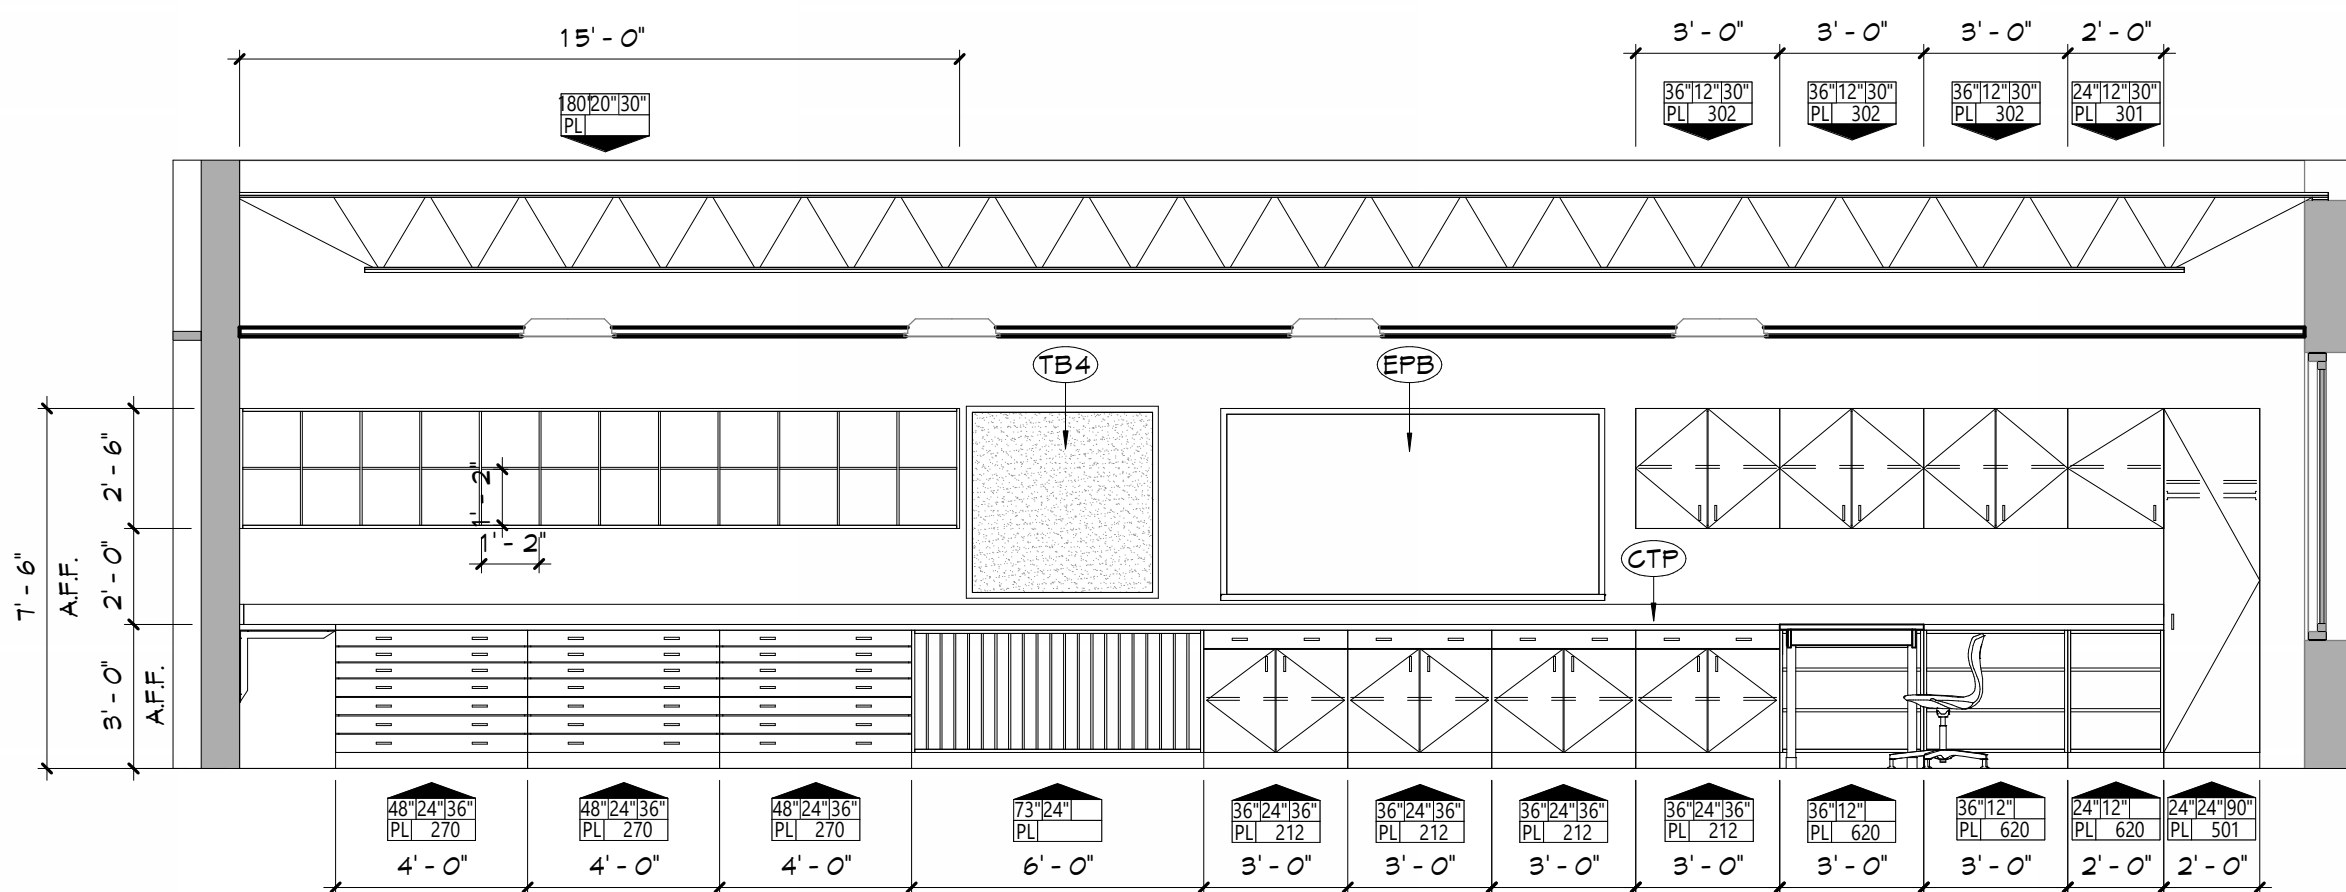 15' - 0"
3' - 0" 3' - 0" 3' - 0" 2' - 0"
180" 20" 30"
PL
36" 12" 30"
PL 302
36" 12" 30"
PL 302
36" 12" 30"
PL 302
24" 12" 30"
PL 301
TB4
EPB
CTP
7' - 6"
A.F.F.
2' - 6"
2' - 0"
3' - 0"
A.F.F.
1' - 2"
1' - 2"
48" 24" 36"
PL 270
48" 24" 36"
PL 270
48" 24" 36"
PL 270
73" 24"
PL
36" 24" 36"
PL 212
36" 24" 36"
PL 212
36" 24" 36"
PL 212
36" 24" 36"
PL 212
36" 12"
PL 620
36" 12"
PL 620
24" 12"
PL 620
24" 24" 90"
PL 501
4' - 0" 4' - 0" 4' - 0" 6' - 0" 3' - 0" 3' - 0" 3' - 0" 3' - 0" 3' - 0" 3' - 0" 2' - 0" 2' - 0"